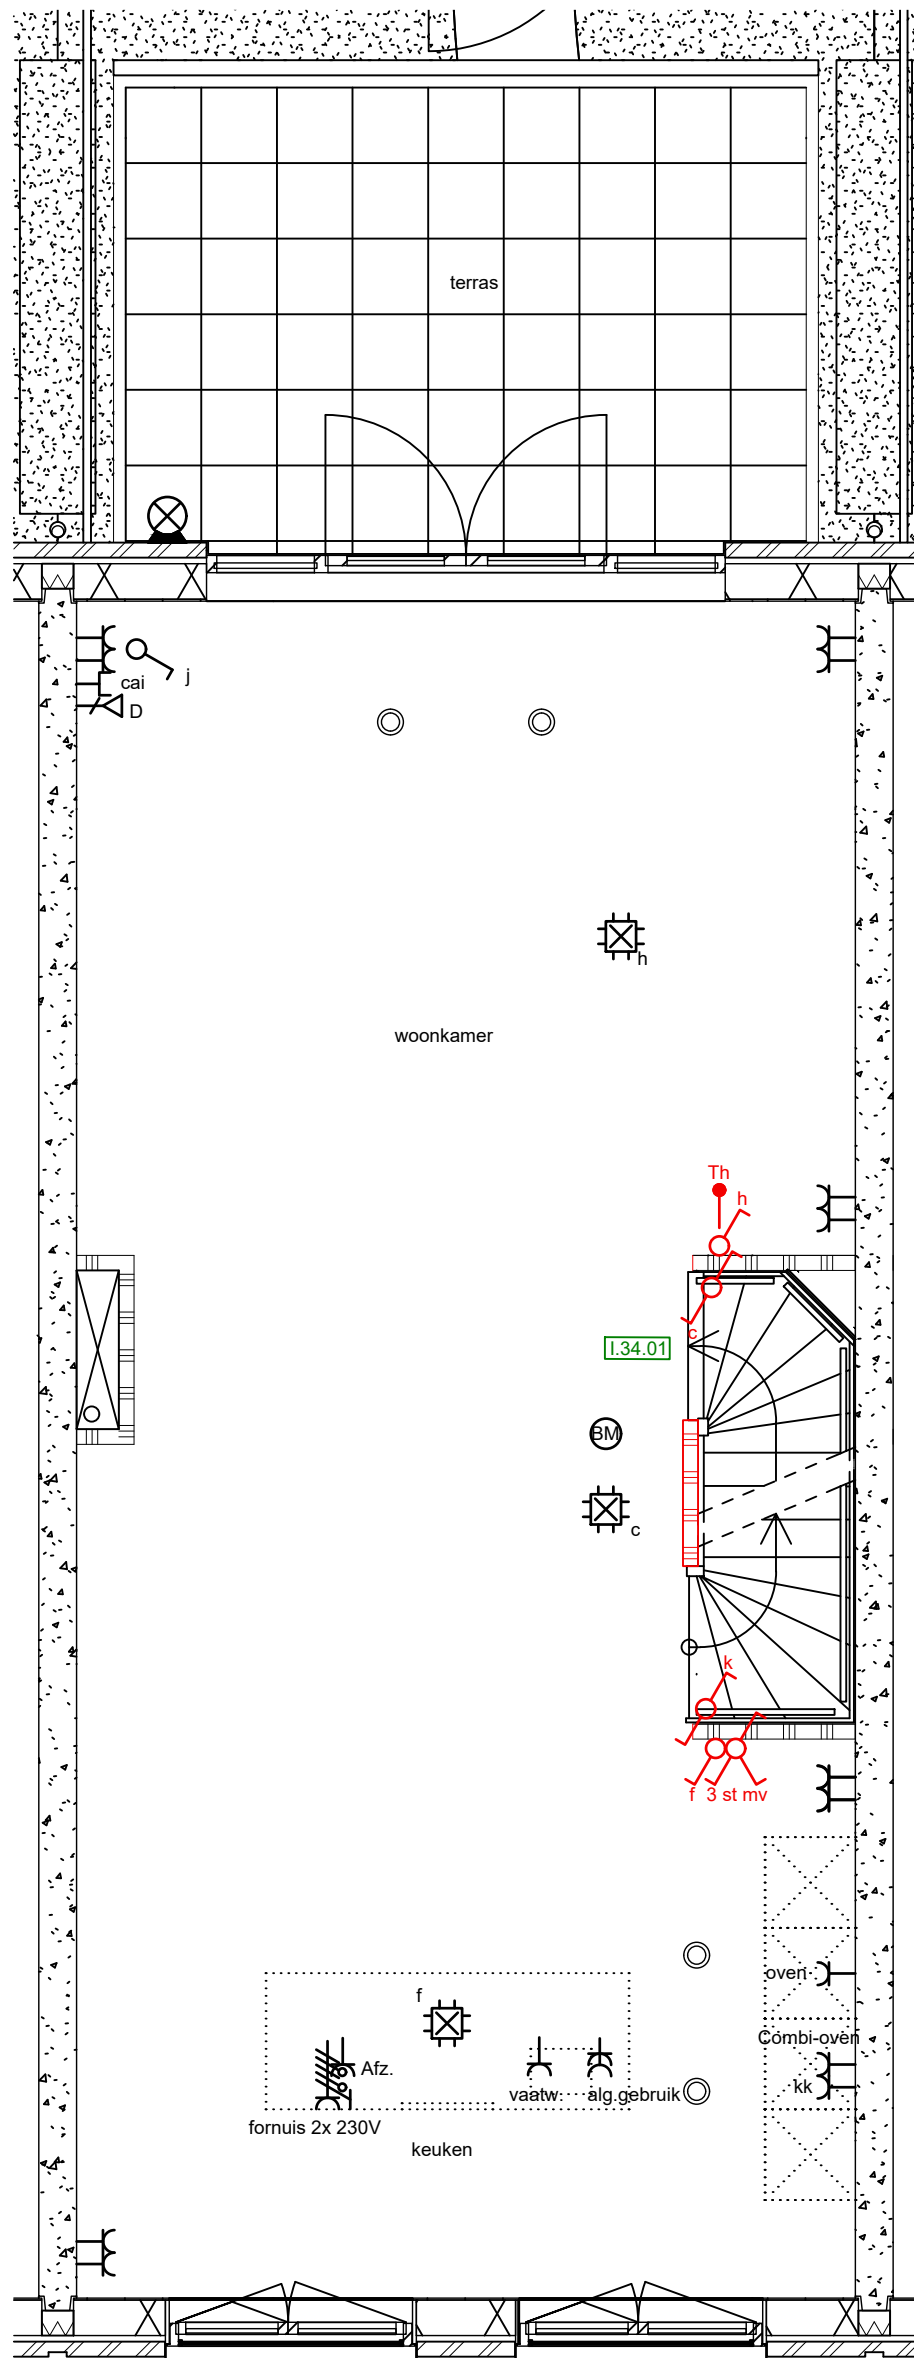 terras
j
cai
D
h
woonkamer
Th
h
c
I.34.01
BM
c
k
f 3 st mv
oven
f
Combi-oven
Afz.
kk
vaatw.
alg.gebruik
fornuis 2x 230V
keuken